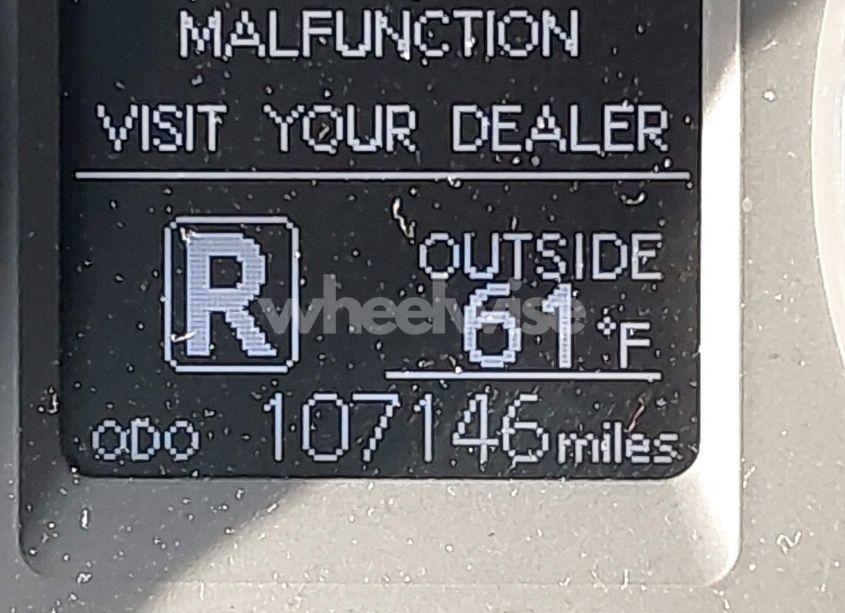 MALFUNCTION
VISIT YOUR DEALER
R
OUTSIDE
61°F
ODO 107146 miles
wheelwise